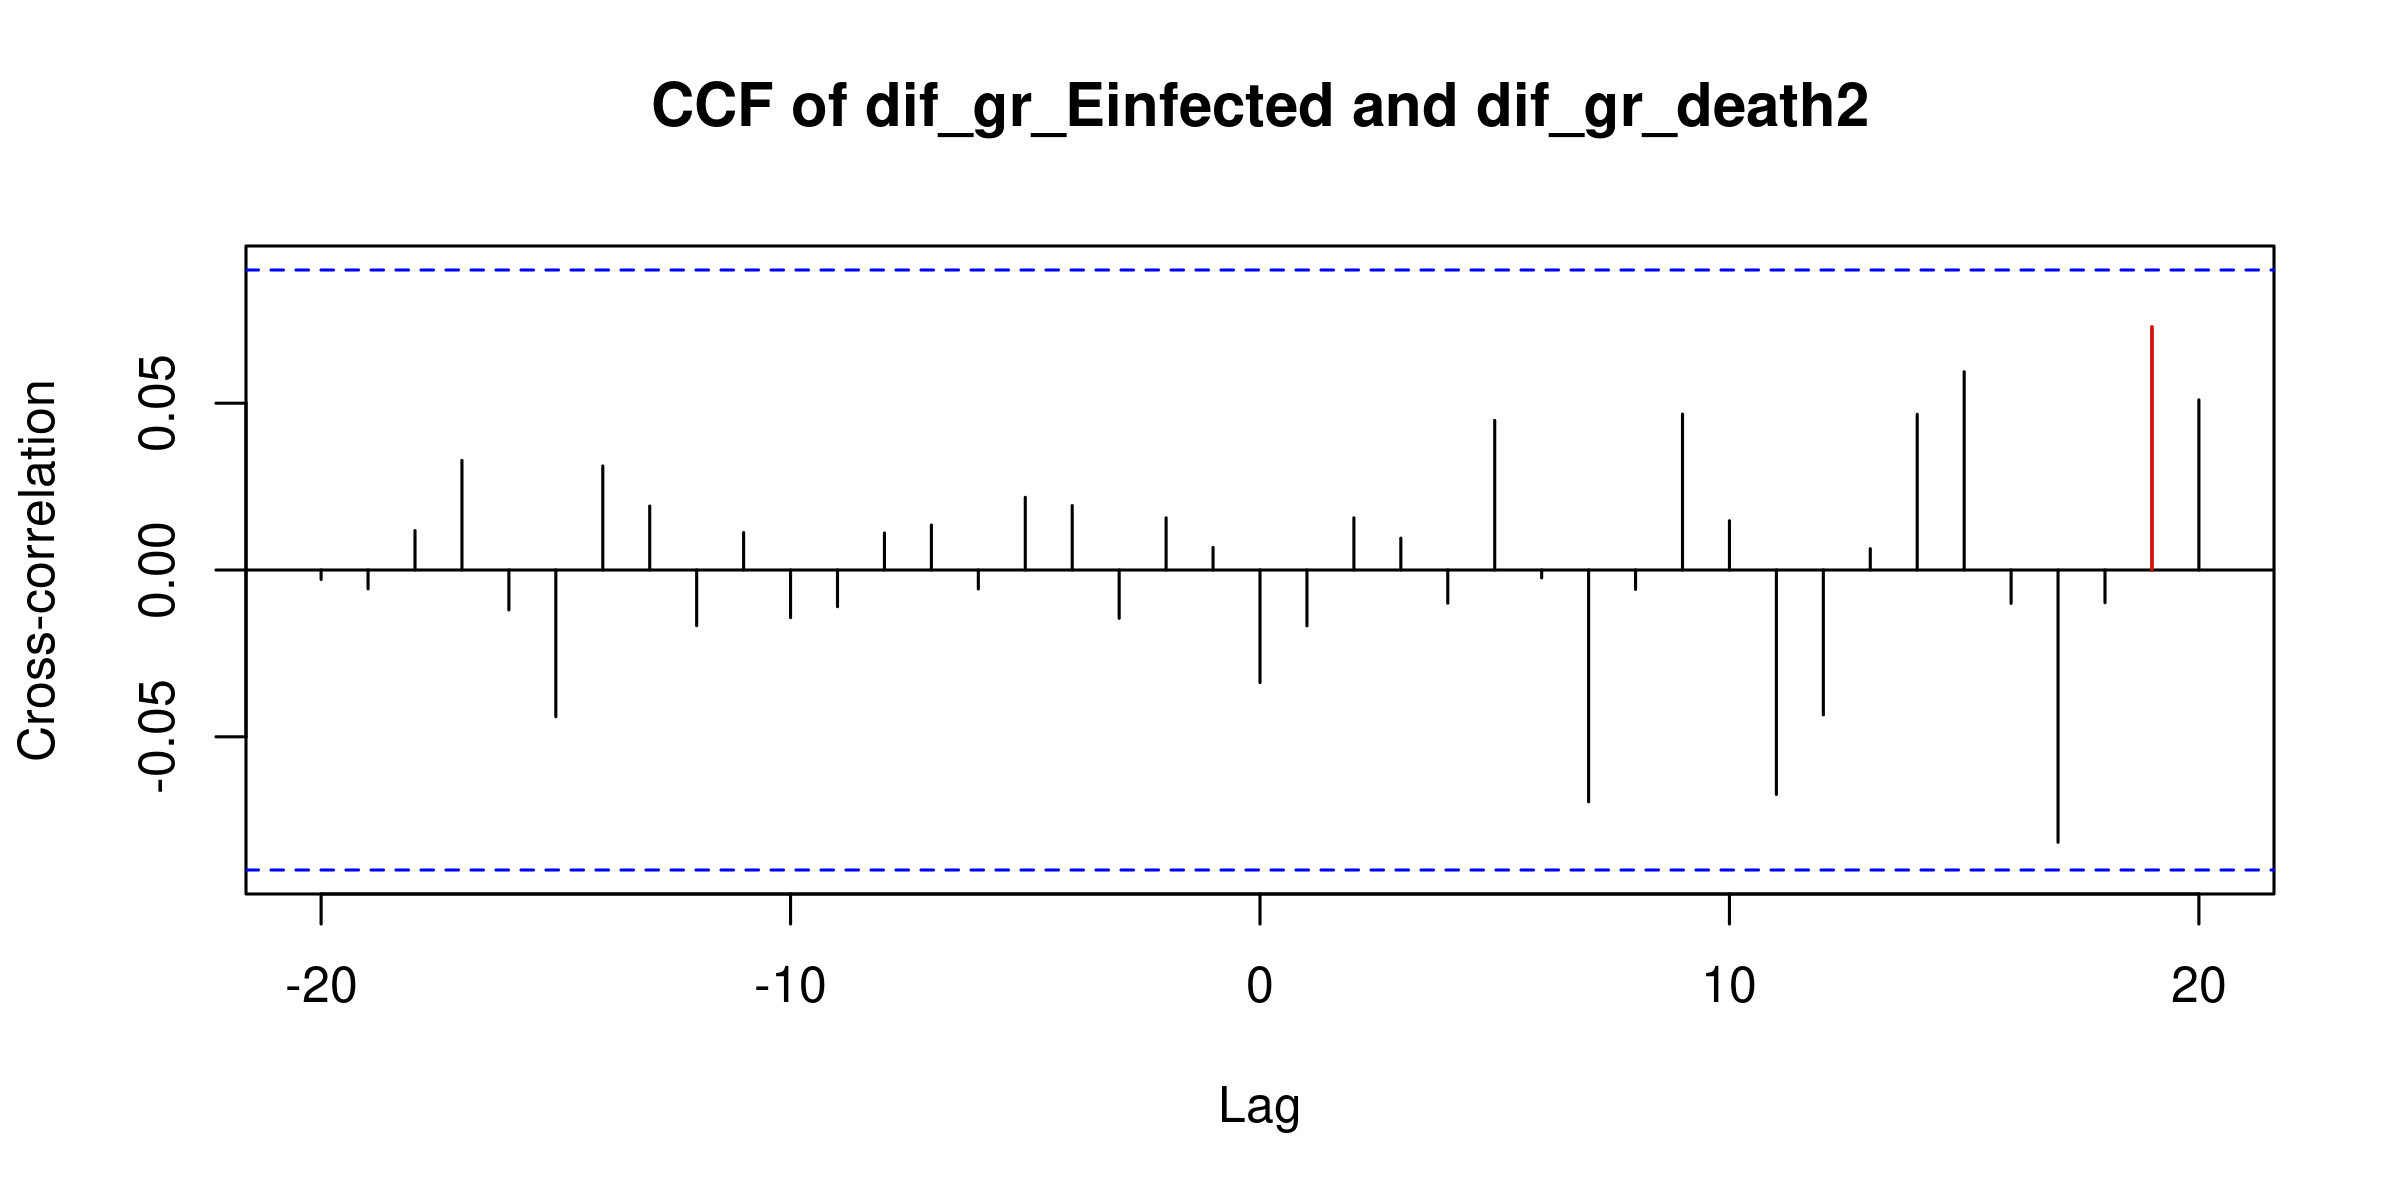 CCF of dif_gr_Einfected and dif_gr_death2
Cross-correlation
0.05
0.00
-0.05
-20 -10 0 10 20
Lag